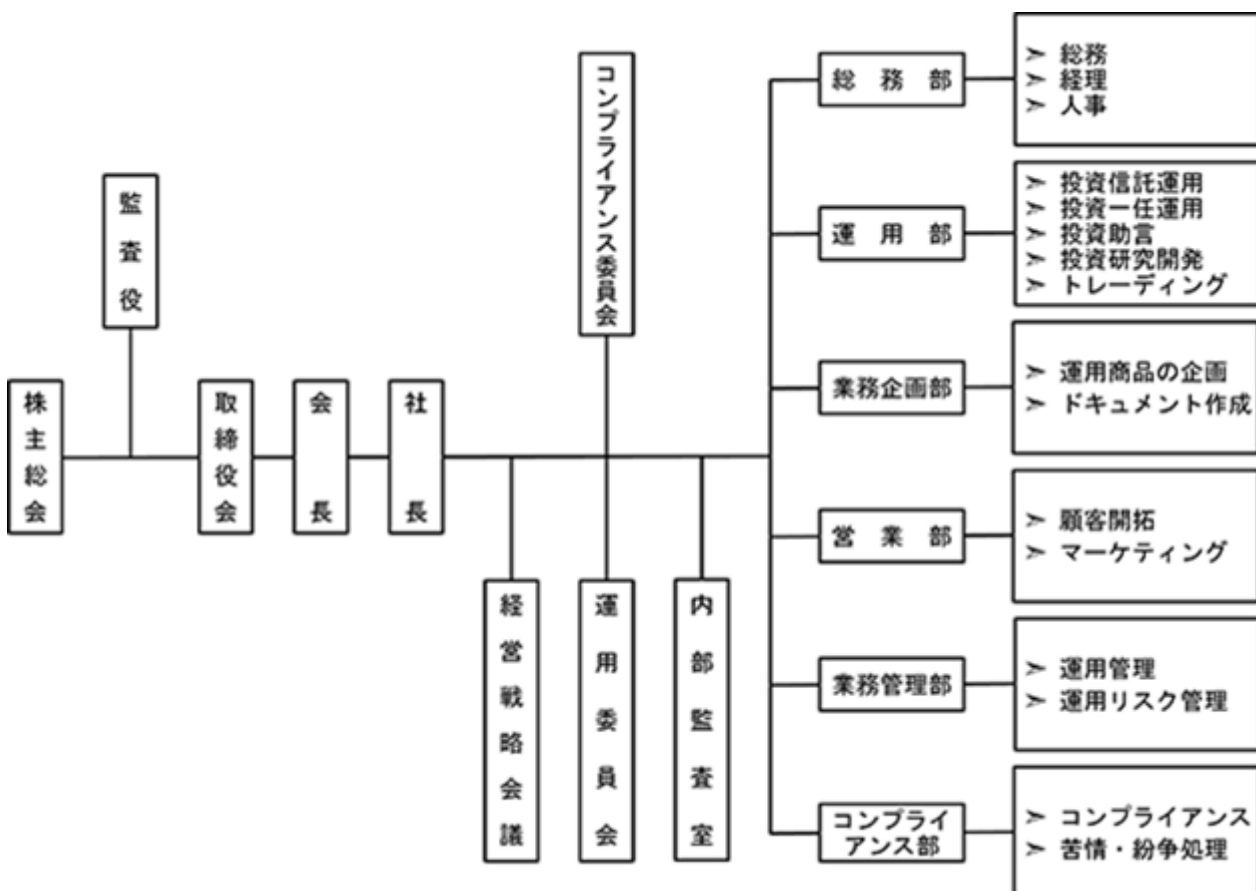 株主総会
監査役
取締役会
会長
社長
コンプライアンス委員会
経営戦略会議
運用委員会
内部監査室
総務部
➢ 総務
➢ 経理
➢ 人事
運用部
➢ 投資信託運用
➢ 投資一任運用
➢ 投資助言
➢ 投資研究開発
➢ トレーディング
業務企画部
➢ 運用商品の企画
➢ ドキュメント作成
営業部
➢ 顧客開拓
➢ マーケティング
業務管理部
➢ 運用管理
➢ 運用リスク管理
コンプライ
アンス部
➢ コンプライアンス
➢ 苦情・紛争処理